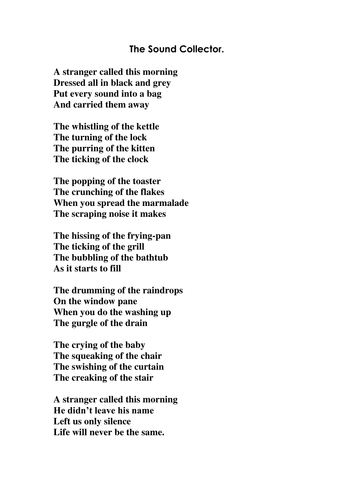 The Sound Collector.
A stranger called this morning
Dressed all in black and grey
Put every sound into a bag
And carried them away
The whistling of the kettle
The turning of the lock
The purring of the kitten
The ticking of the clock
The popping of the toaster
The crunching of the flakes
When you spread the marmalade
The scraping noise it makes
The hissing of the frying-pan
The ticking of the grill
The bubbling of the bathtub
As it starts to fill
The drumming of the raindrops
On the window pane
When you do the washing up
The gurgle of the drain
The crying of the baby
The squeaking of the chair
The swishing of the curtain
The creaking of the stair
A stranger called this morning
He didn't leave his name
Left us only silence
Life will never be the same.